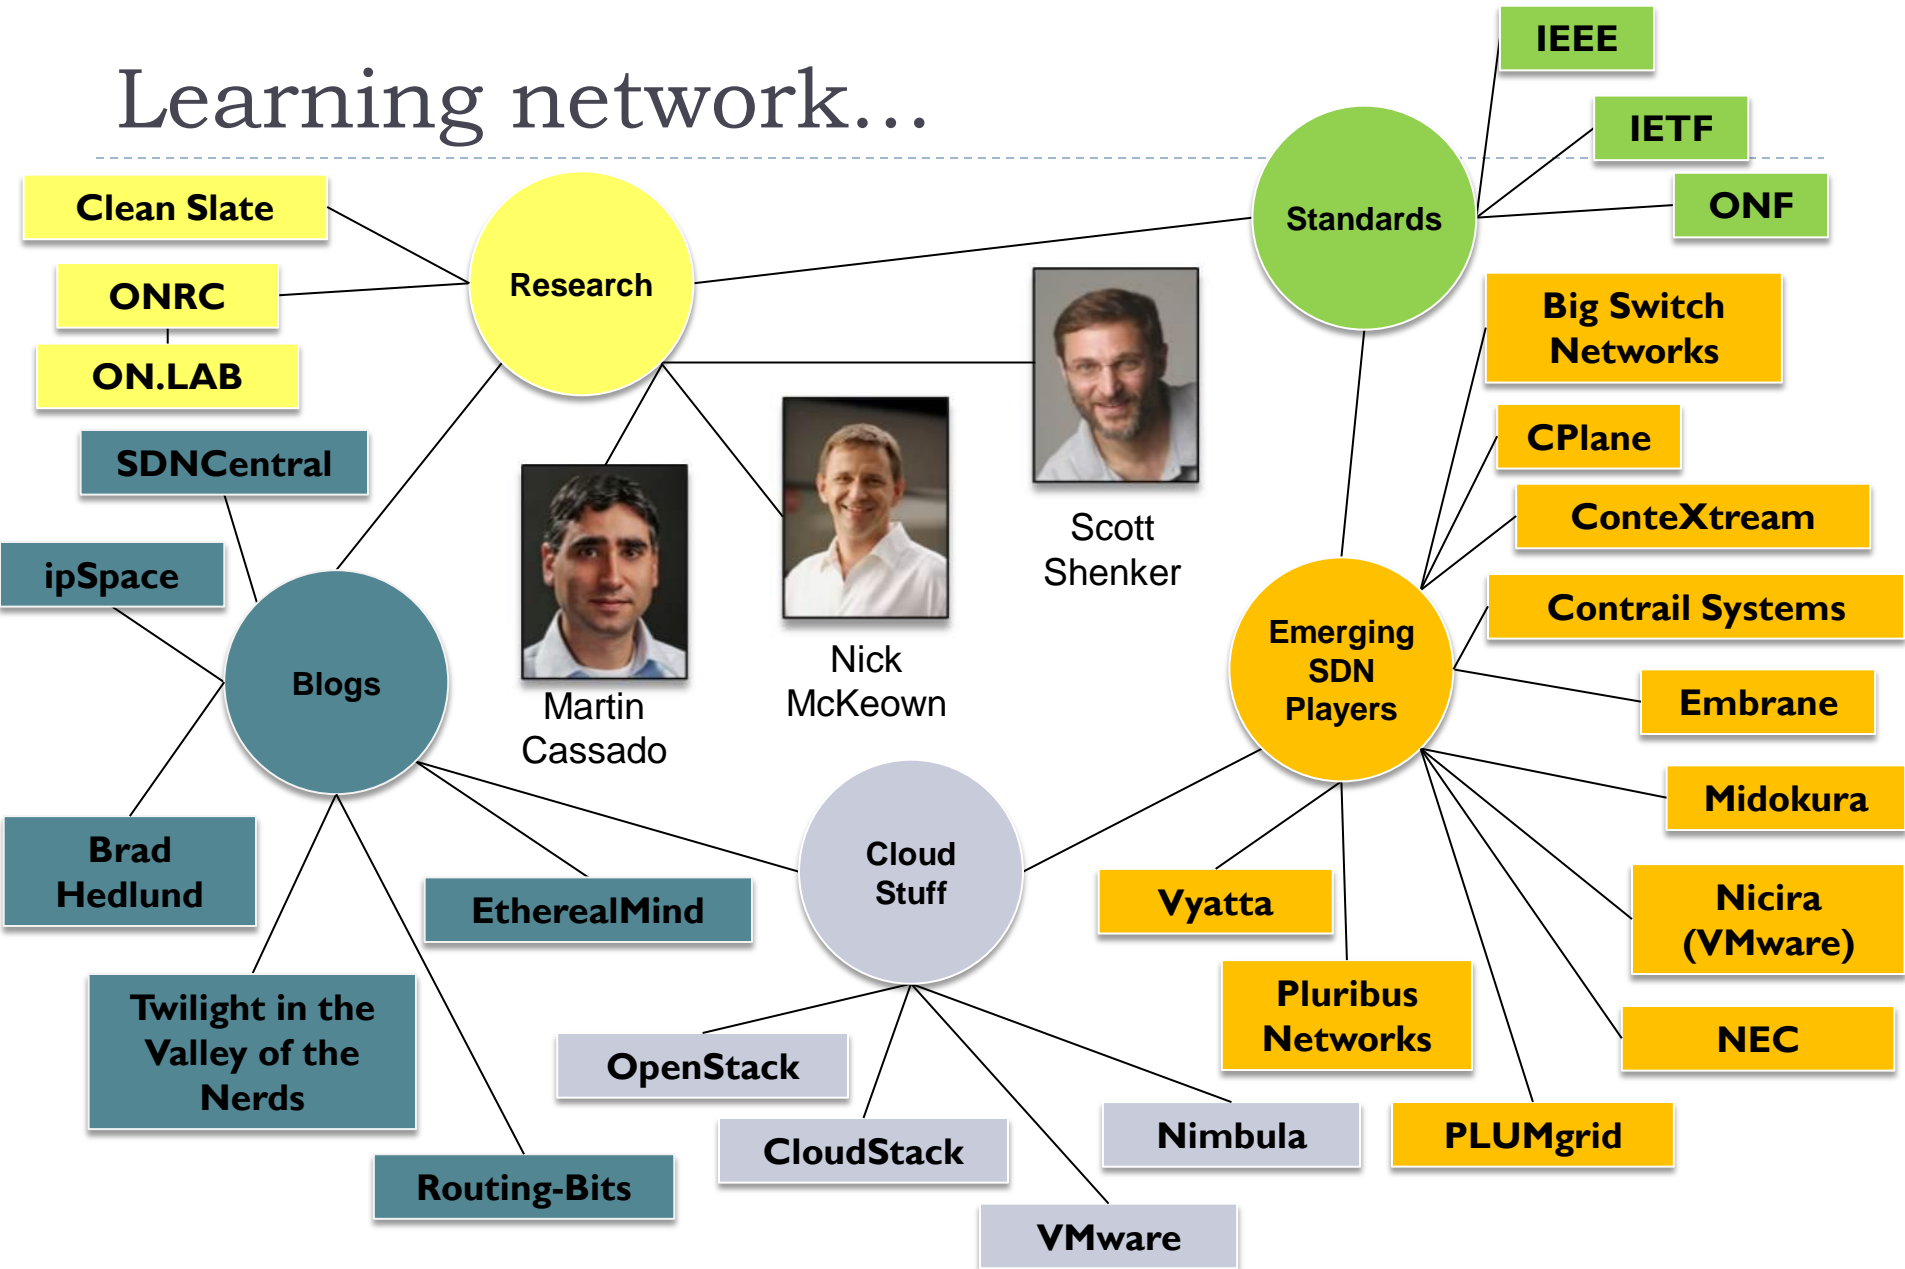 Learning network...
IEEE
IETF
ONF
Standards
Clean Slate
ONRC
ON.LAB
Research
Big Switch
Networks
CPlane
ConteXtream
Contrail Systems
Embrane
Midokura
Nicira
(VMware)
NEC
PLUMgrid
Pluribus
Networks
Vyatta
Emerging
SDN
Players
Scott
Shenker
Nick
McKeown
Martin
Cassado
SDNCentral
ipSpace
Blogs
Brad
Hedlund
EtherealMind
Twilight in the
Valley of the
Nerds
Routing-Bits
Cloud
Stuff
OpenStack
CloudStack
VMware
Nimbula